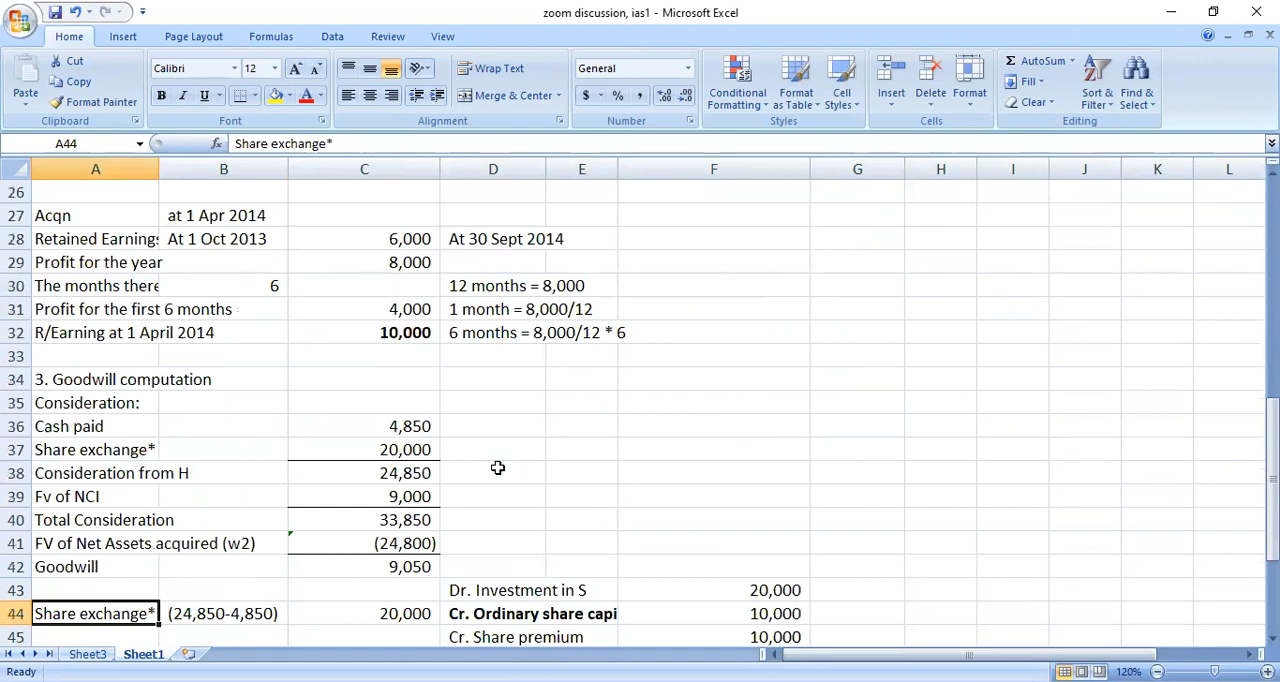 zoom discussion, ias1 - Microsoft Excel
Home Insert Page Layout Formulas Data Review View
Paste Cut Copy Format Painter Clipboard
Calibri 12 A A B I U A Font
Wrap Text Merge & Center Alignment
General $ % , .0 .00 .00 .0 Number
Conditional Formatting Format as Table Cell Styles Styles
Insert Delete Format Cells
Σ AutoSum Fill Clear Sort & Filter Find & Select Editing
A44 fx Share exchange*
A B C D E F G H I J K L
26
27 Acqn at 1 Apr 2014
28 Retained Earnings At 1 Oct 2013 6,000 At 30 Sept 2014
29 Profit for the year 8,000
30 The months there 6 12 months = 8,000
31 Profit for the first 6 months 4,000 1 month = 8,000/12
32 R/Earning at 1 April 2014 10,000 6 months = 8,000/12 * 6
33
34 3. Goodwill computation
35 Consideration:
36 Cash paid 4,850
37 Share exchange* 20,000
38 Consideration from H 24,850
39 Fv of NCI 9,000
40 Total Consideration 33,850
41 FV of Net Assets acquired (w2) (24,800)
42 Goodwill 9,050
43 Dr. Investment in S 20,000
44 Share exchange* (24,850-4,850) 20,000 Cr. Ordinary share capi 10,000
45 Cr. Share premium 10,000
Sheet3 Sheet1
Ready 120%